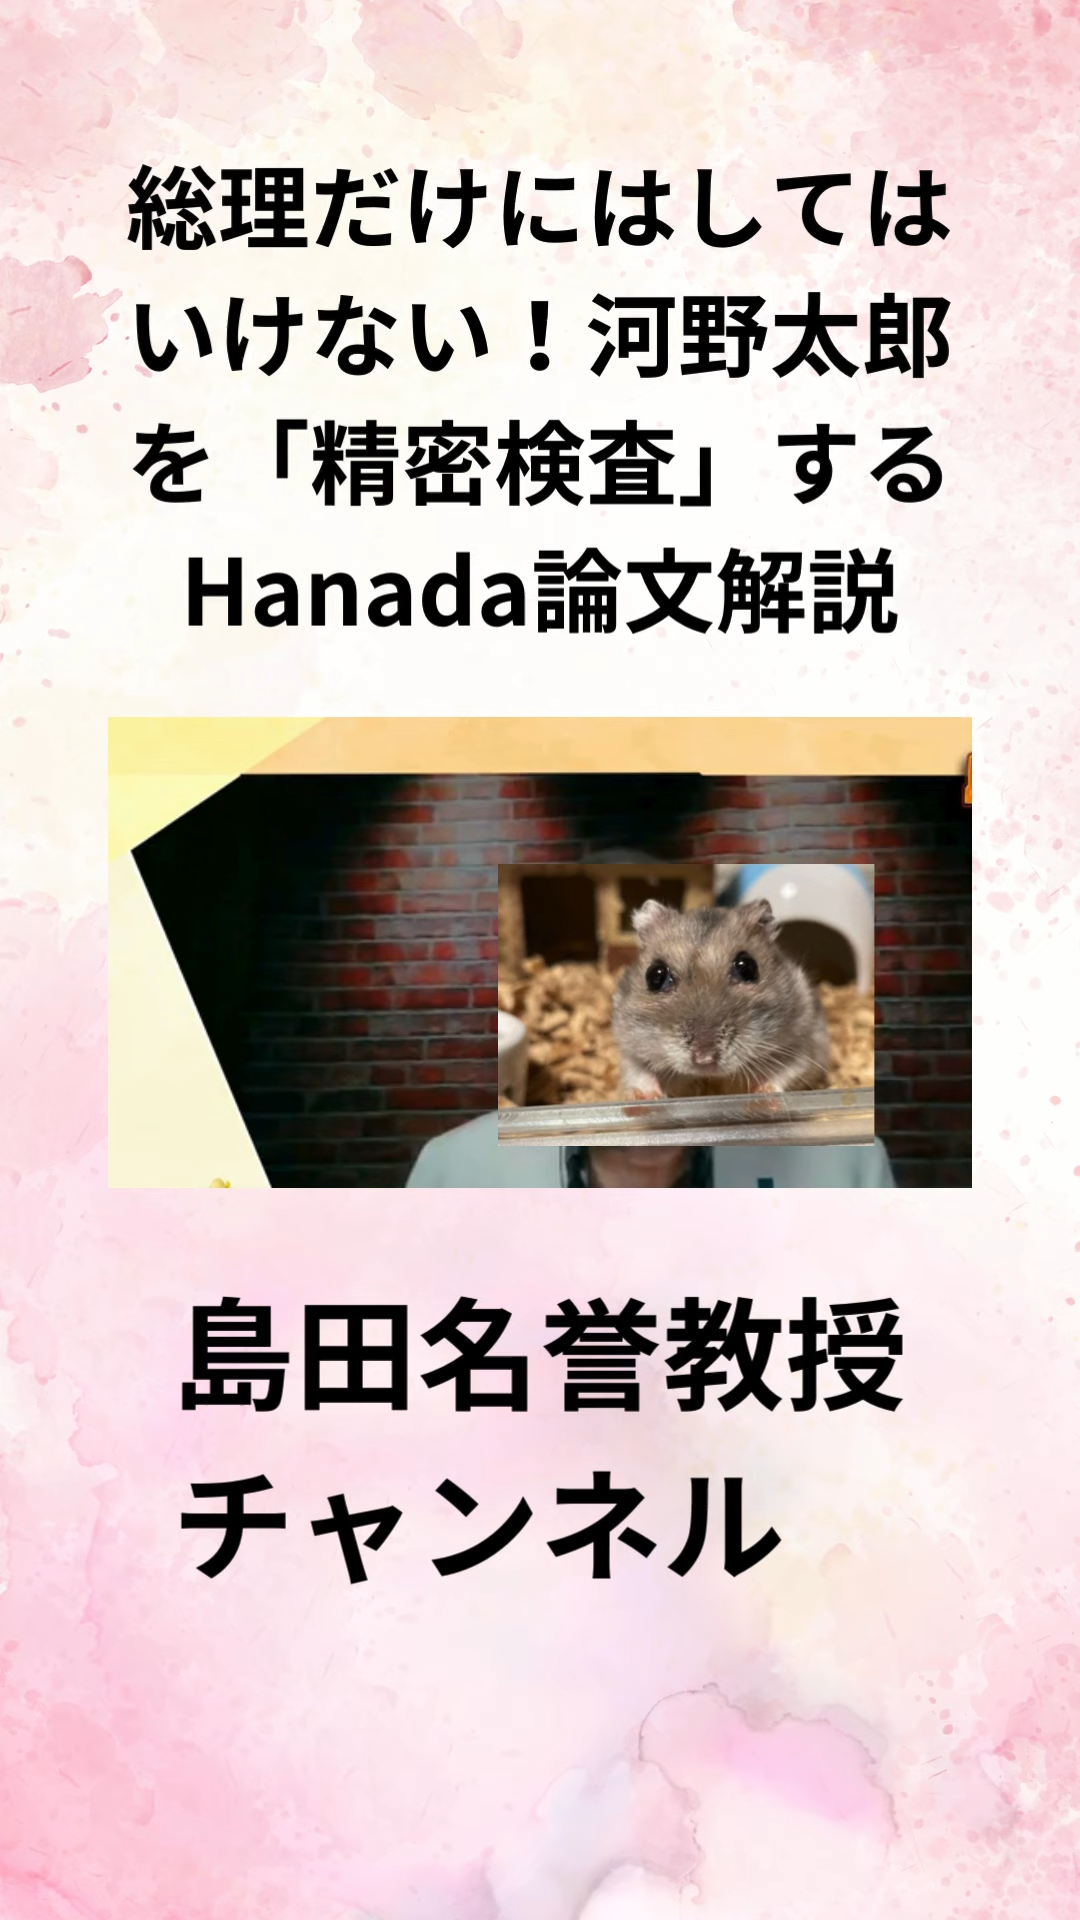 総理だけにはしては
いけない！河野太郎
を「精密検査」する
Hanada論文解説
島田名誉教授
チャンネル